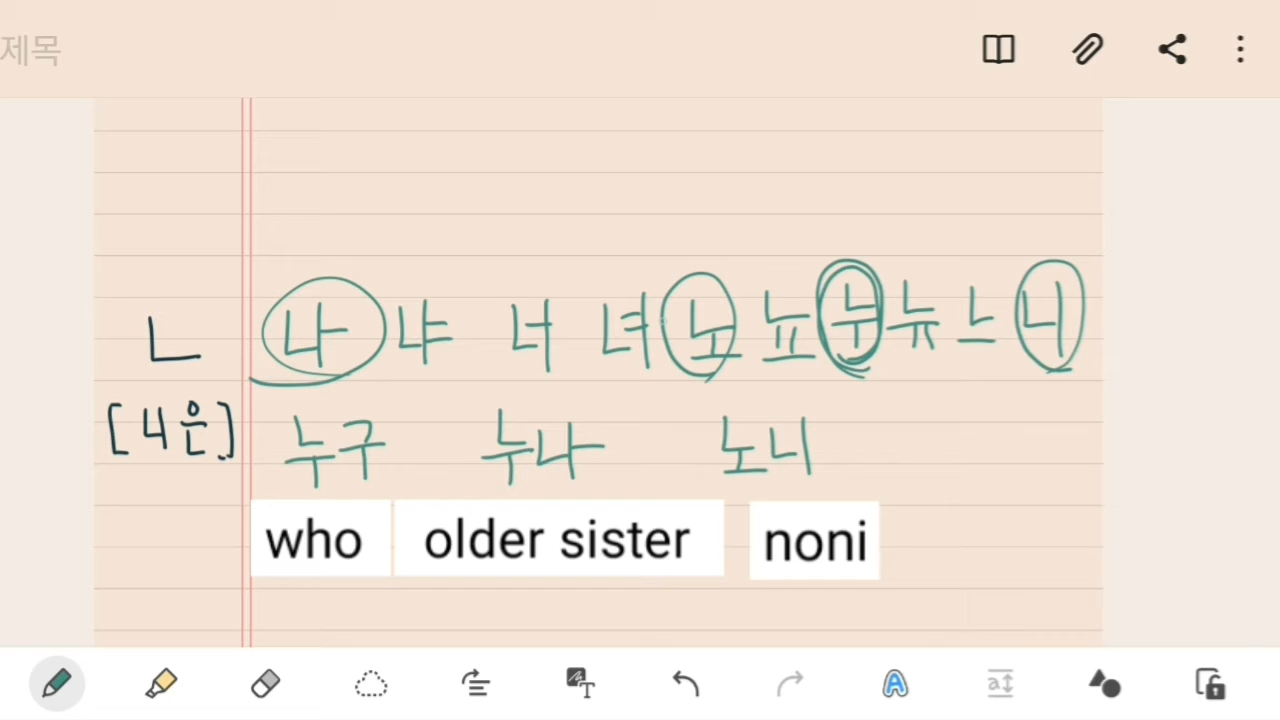 제목
ㄴ 나 냐 너 녀 노 뇨 누 뉴 느 니
[니은] 누구 누나 노니
who older sister noni